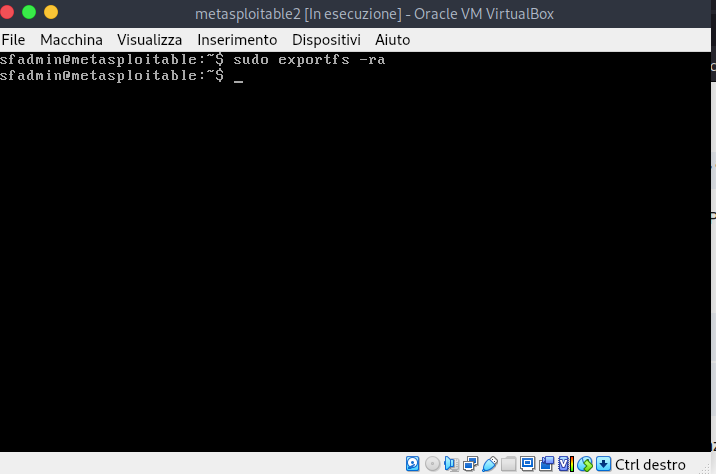 metasploitable2 [In esecuzione] - Oracle VM VirtualBox
File Macchina Visualizza Inserimento Dispositivi Aiuto
sfadmin@metasploitable:~$ sudo exportfs -ra
sfadmin@metasploitable:~$ _
Ctrl destro